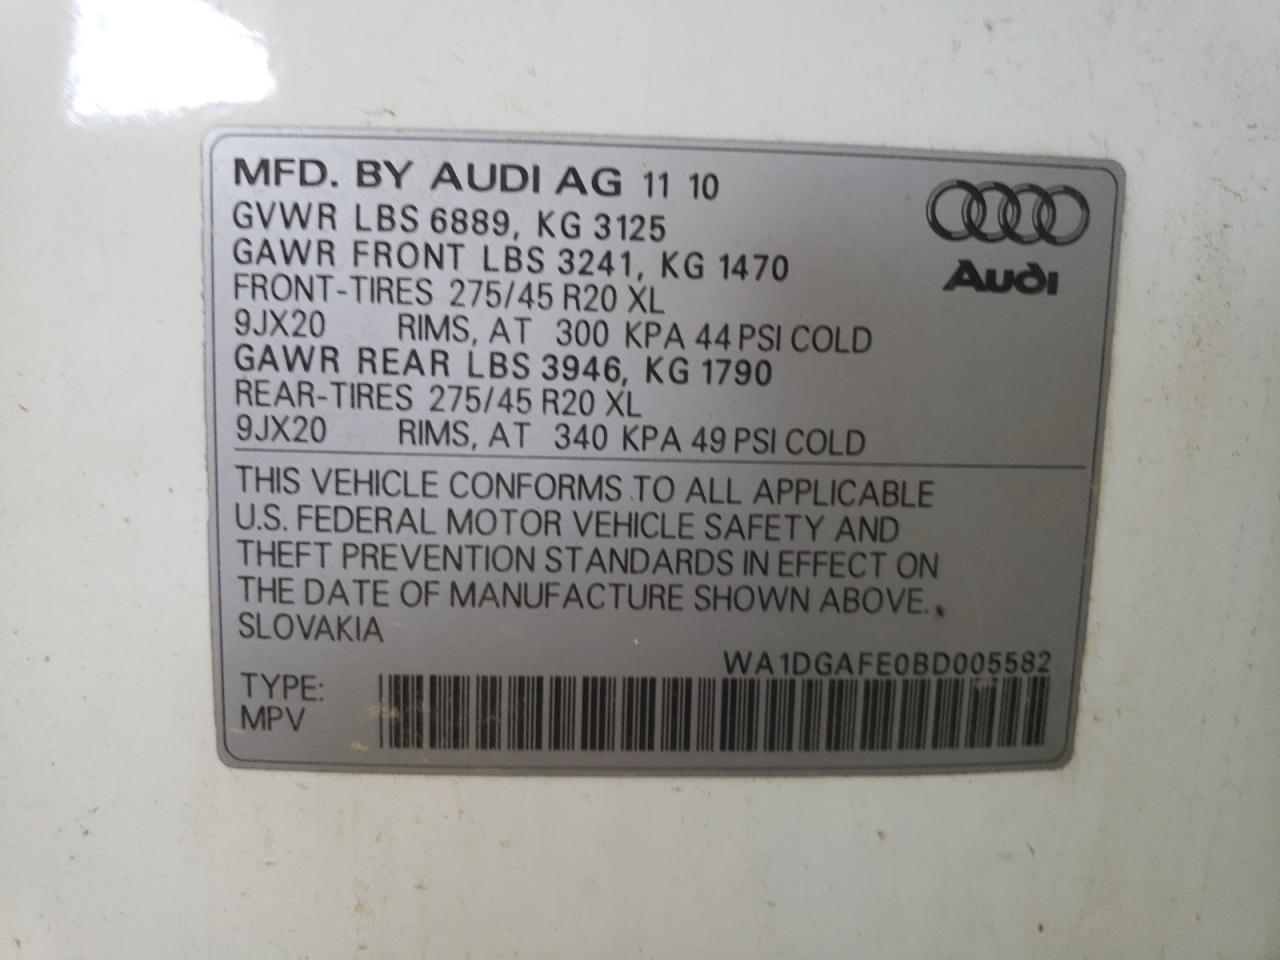 MFD. BY AUDI AG 11 10
GVWR LBS 6889, KG 3125
GAWR FRONT LBS 3241, KG 1470
FRONT-TIRES 275/45 R20 XL
9JX20 RIMS, AT 300 KPA 44 PSI COLD
GAWR REAR LBS 3946, KG 1790
REAR-TIRES 275/45 R20 XL
9JX20 RIMS, AT 340 KPA 49 PSI COLD
Audi
THIS VEHICLE CONFORMS TO ALL APPLICABLE
U.S. FEDERAL MOTOR VEHICLE SAFETY AND
THEFT PREVENTION STANDARDS IN EFFECT ON
THE DATE OF MANUFACTURE SHOWN ABOVE.
SLOVAKIA
WA1DGAFE0BD005582
TYPE:
MPV